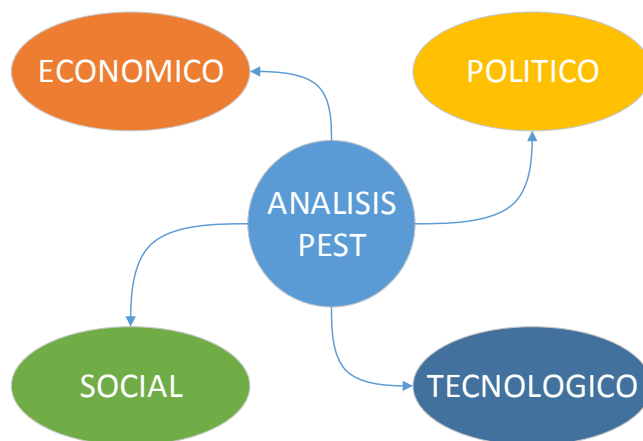 ECONOMICO
POLITICO
ANALISIS
PEST
SOCIAL
TECNOLOGICO